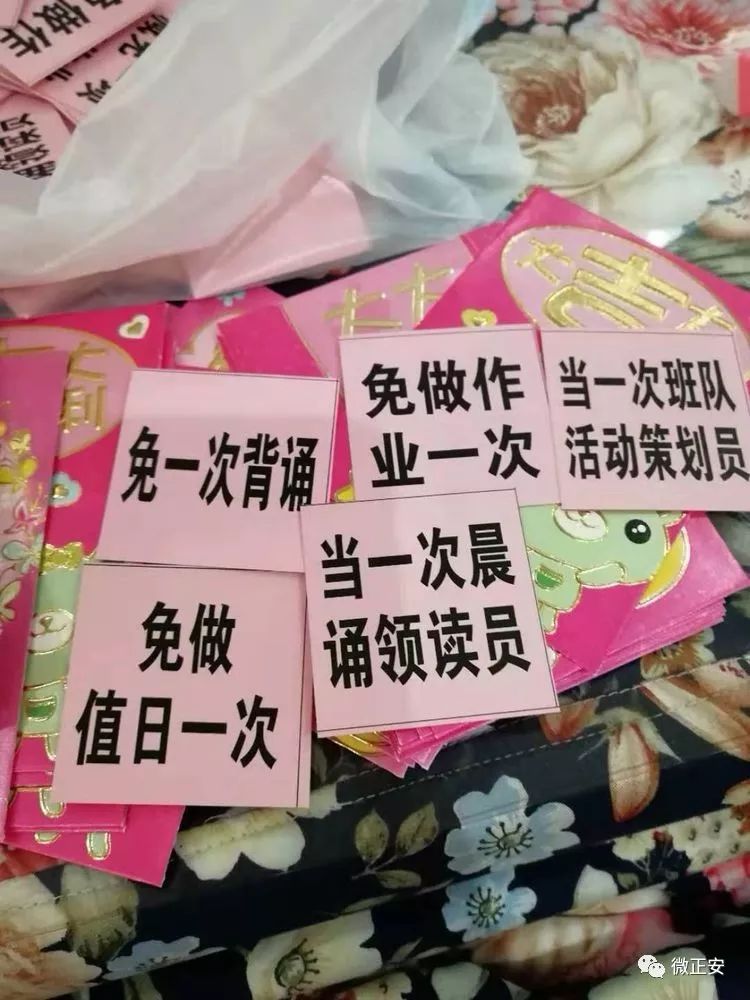 免一次背诵
免做作
业一次
当一次班队
活动策划员
当一次晨
诵领读员
免做
值日一次
微正安